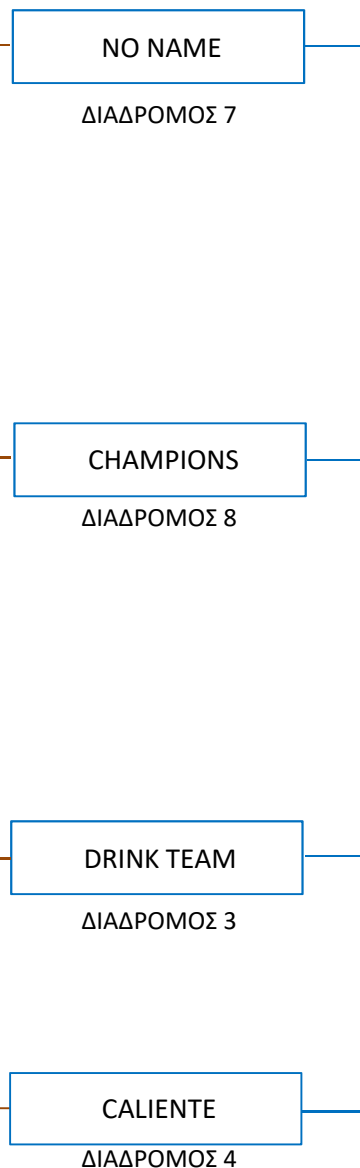 NO NAME
ΔΙΑΔΡΟΜΟΣ 7
CHAMPIONS
ΔΙΑΔΡΟΜΟΣ 8
DRINK TEAM
ΔΙΑΔΡΟΜΟΣ 3
CALIENTE
ΔΙΑΔΡΟΜΟΣ 4